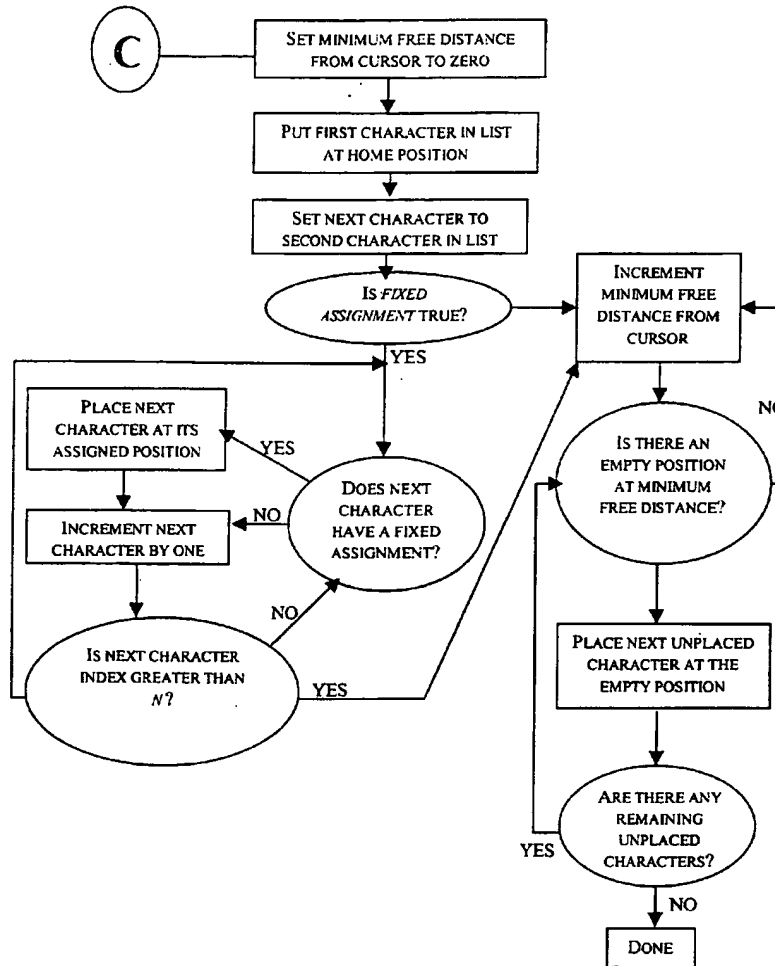 C
SET MINIMUM FREE DISTANCE
FROM CURSOR TO ZERO
PUT FIRST CHARACTER IN LIST
AT HOME POSITION
SET NEXT CHARACTER TO
SECOND CHARACTER IN LIST
IS FIXED
ASSIGNMENT TRUE?
YES
INCREMENT
MINIMUM FREE
DISTANCE FROM
CURSOR
PLACE NEXT
CHARACTER AT ITS
ASSIGNED POSITION
YES
DOES NEXT
CHARACTER
HAVE A FIXED
ASSIGNMENT?
NO
INCREMENT NEXT
CHARACTER BY ONE
NO
IS NEXT CHARACTER
INDEX GREATER THAN
N?
YES
IS THERE AN
EMPTY POSITION
AT MINIMUM
FREE DISTANCE?
NO
PLACE NEXT UNPLACED
CHARACTER AT THE
EMPTY POSITION
ARE THERE ANY
REMAINING
UNPLACED
CHARACTERS?
YES
NO
DONE